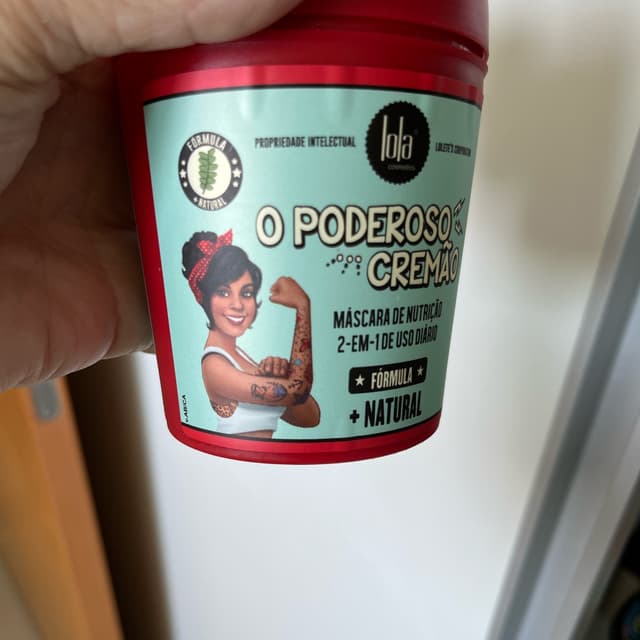 FÓRMULA
+ NATURAL
PROPRIEDADE INTELECTUAL
lola
COSMETICS
LOLETE'S CORPORATION
O PODEROSO
CREMÃO
MÁSCARA DE NUTRIÇÃO
2-EM-1 DE USO DIÁRIO
★ FÓRMULA ★
+ NATURAL